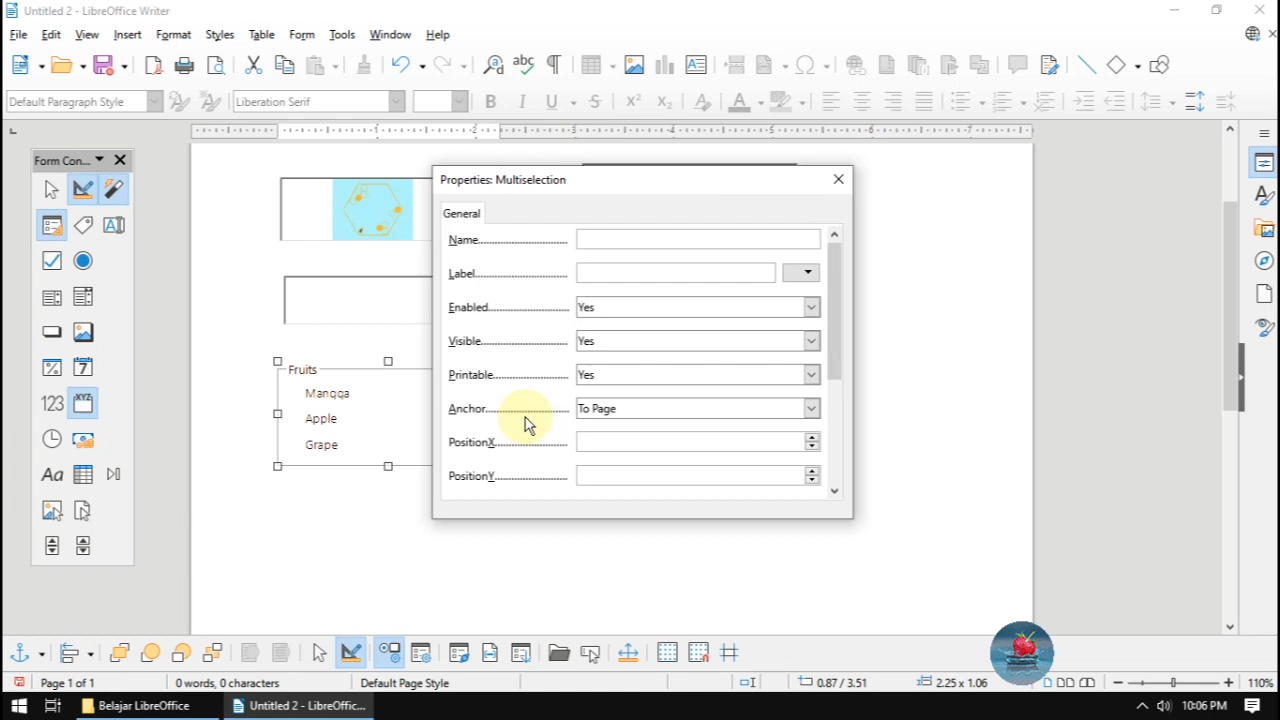 Untitled 2 - LibreOffice Writer
File Edit View Insert Format Styles Table Form Tools Window Help
Default Paragraph Style Liberation Serif
Form Con...
Properties: Multiselection
General
Name
Label
Enabled Yes
Visible Yes
Printable Yes
Anchor To Page
PositionX
PositionY
Fruits
Mangga
Apple
Grape
Page 1 of 1 0 words, 0 characters Default Page Style 0.87 / 3.51 2.25 x 1.06 110%
Belajar LibreOffice Untitled 2 - LibreOffic... 10:06 PM